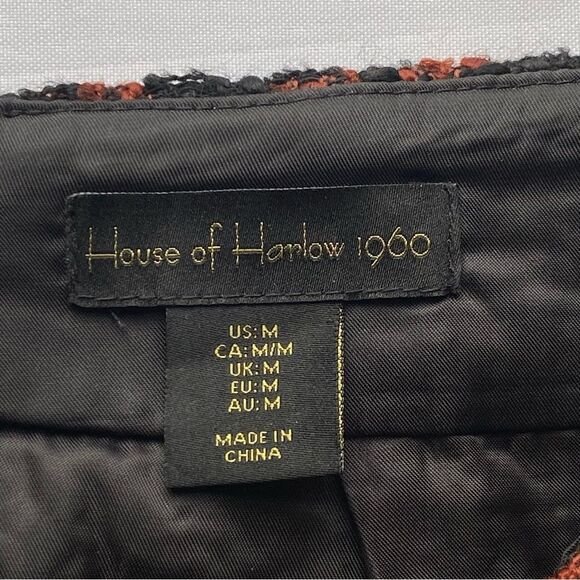 House of Harlow 1960
US: M
CA: M/M
UK: M
EU: M
AU: M
MADE IN
CHINA